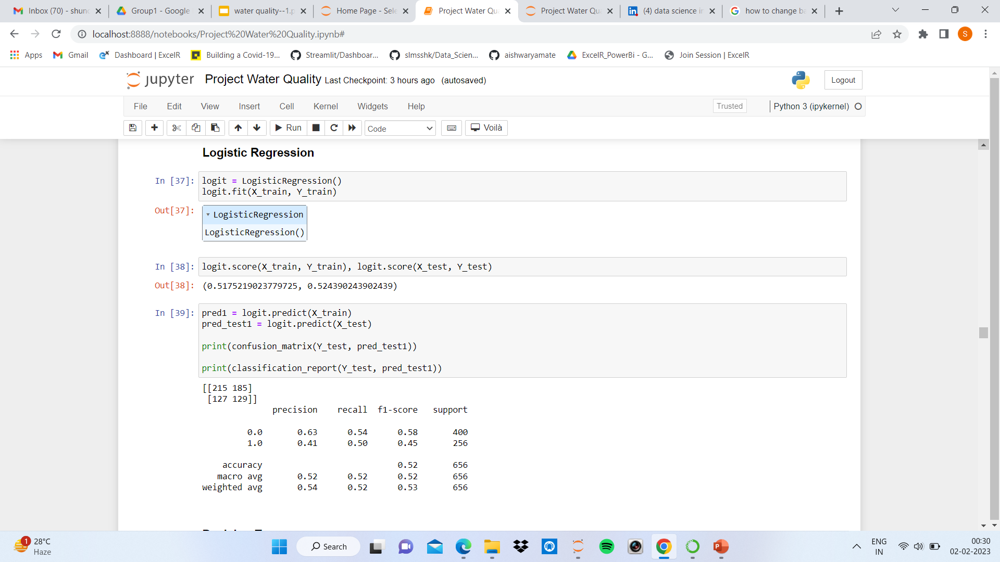 Inbox (70) - shun
Group1 - Google
water quality--1.p
Home Page - Sele
Project Water Qu
Project Water Qu
(4) data science in
how to change ba
localhost:8888/notebooks/Project%20Water%20Quality.ipynb#
S
Apps
Gmail
Dashboard | ExcelR
Building a Covid-19...
Streamlit/Dashboar...
slmsshk/Data_Scien...
aishwaryamate
ExcelR_PowerBi - G...
Join Session | ExcelR
jupyter Project Water Quality Last Checkpoint: 3 hours ago (autosaved)
Logout
File Edit View Insert Cell Kernel Widgets Help
Trusted
Python 3 (ipykernel)
Run
Code
Voilà
Logistic Regression
In [37]: logit = LogisticRegression()
logit.fit(X_train, Y_train)
Out[37]: LogisticRegression
LogisticRegression()
In [38]: logit.score(X_train, Y_train), logit.score(X_test, Y_test)
Out[38]: (0.5175219023779725, 0.524390243902439)
In [39]: pred1 = logit.predict(X_train)
pred_test1 = logit.predict(X_test)
print(confusion_matrix(Y_test, pred_test1))
print(classification_report(Y_test, pred_test1))
[[215 185]
[127 129]]
precision recall f1-score support
0.0 0.63 0.54 0.58 400
1.0 0.41 0.50 0.45 256
accuracy 0.52 656
macro avg 0.52 0.52 0.52 656
weighted avg 0.54 0.52 0.53 656
1
28°C
Haze
Search
ENG
IN
00:30
02-02-2023